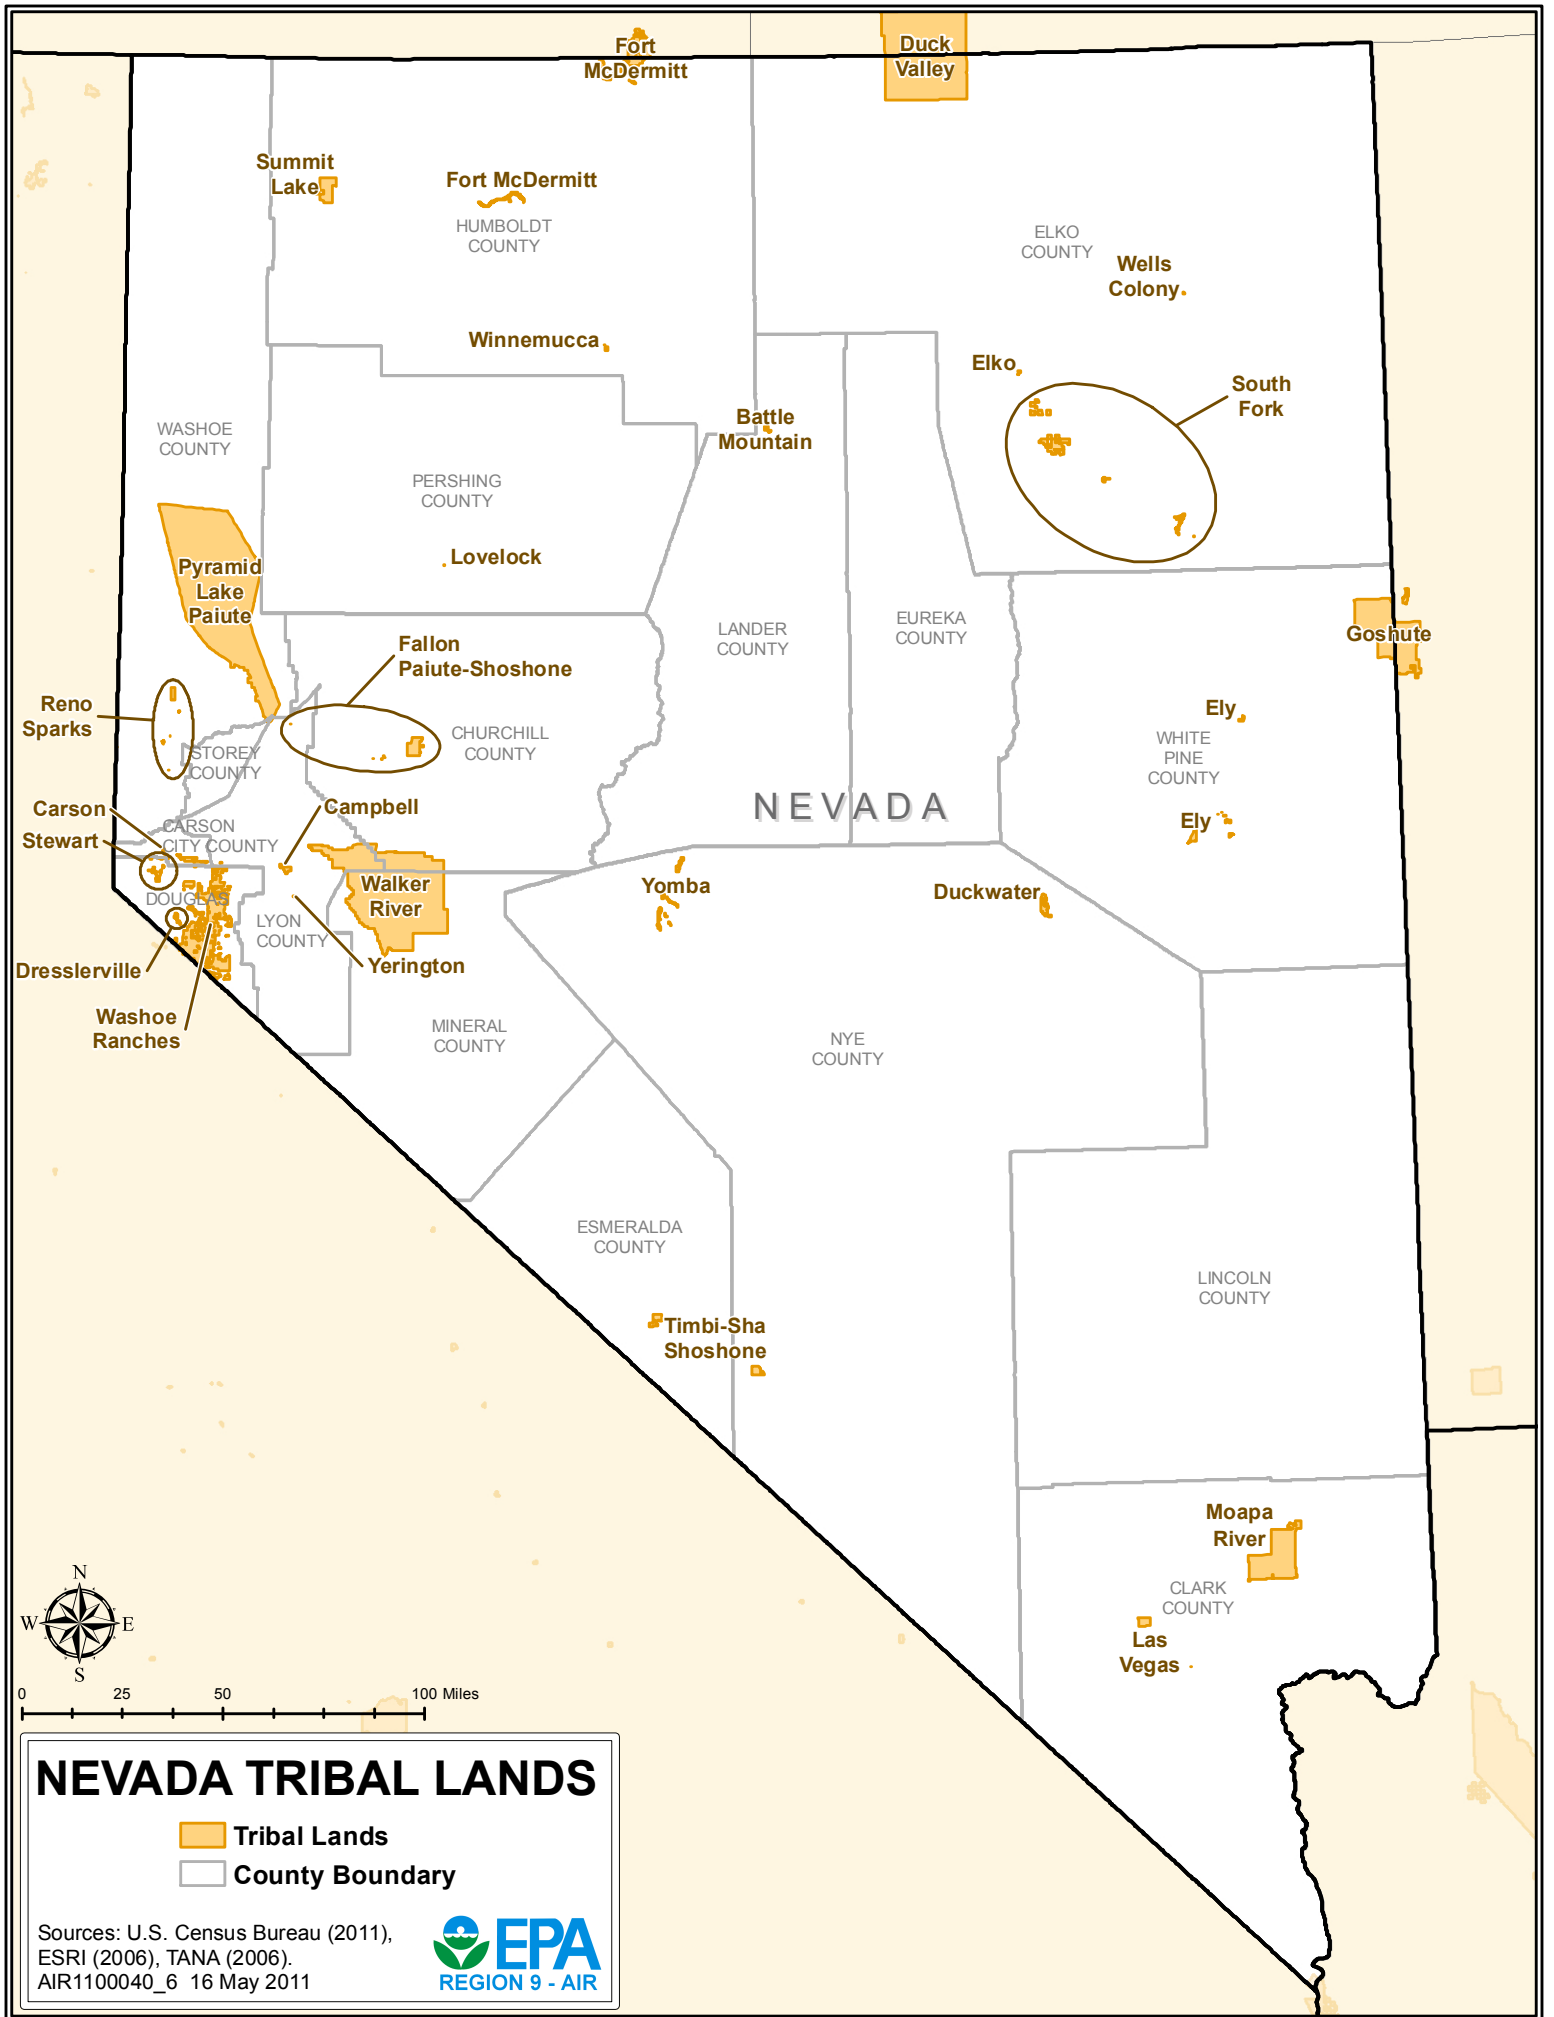 Fort
McDermitt
Duck
Valley
Summit
Lake
Fort McDermitt
HUMBOLDT
COUNTY
ELKO
COUNTY
Wells
Colony
Winnemucca
Elko
South
Fork
Battle
Mountain
WASHOE
COUNTY
PERSHING
COUNTY
Lovelock
Pyramid
Lake
Paiute
LANDER
COUNTY
EUREKA
COUNTY
Goshute
Fallon
Paiute-Shoshone
Reno
Sparks
CHURCHILL
COUNTY
STOREY
COUNTY
Ely
WHITE
PINE
COUNTY
NEVADA
Carson
Stewart
Campbell
CARSON
CITY COUNTY
Ely
Walker
River
Yomba
Duckwater
DOUGLAS
LYON
COUNTY
Dresslerville
Yerington
Washoe
Ranches
MINERAL
COUNTY
NYE
COUNTY
ESMERALDA
COUNTY
LINCOLN
COUNTY
Timbi-Sha
Shoshone
Moapa
River
CLARK
COUNTY
Las
Vegas
N
W
E
S
0 25 50 100 Miles
NEVADA TRIBAL LANDS
Tribal Lands
County Boundary
Sources: U.S. Census Bureau (2011),
ESRI (2006), TANA (2006).
AIR1100040_6 16 May 2011
EPA
REGION 9 - AIR